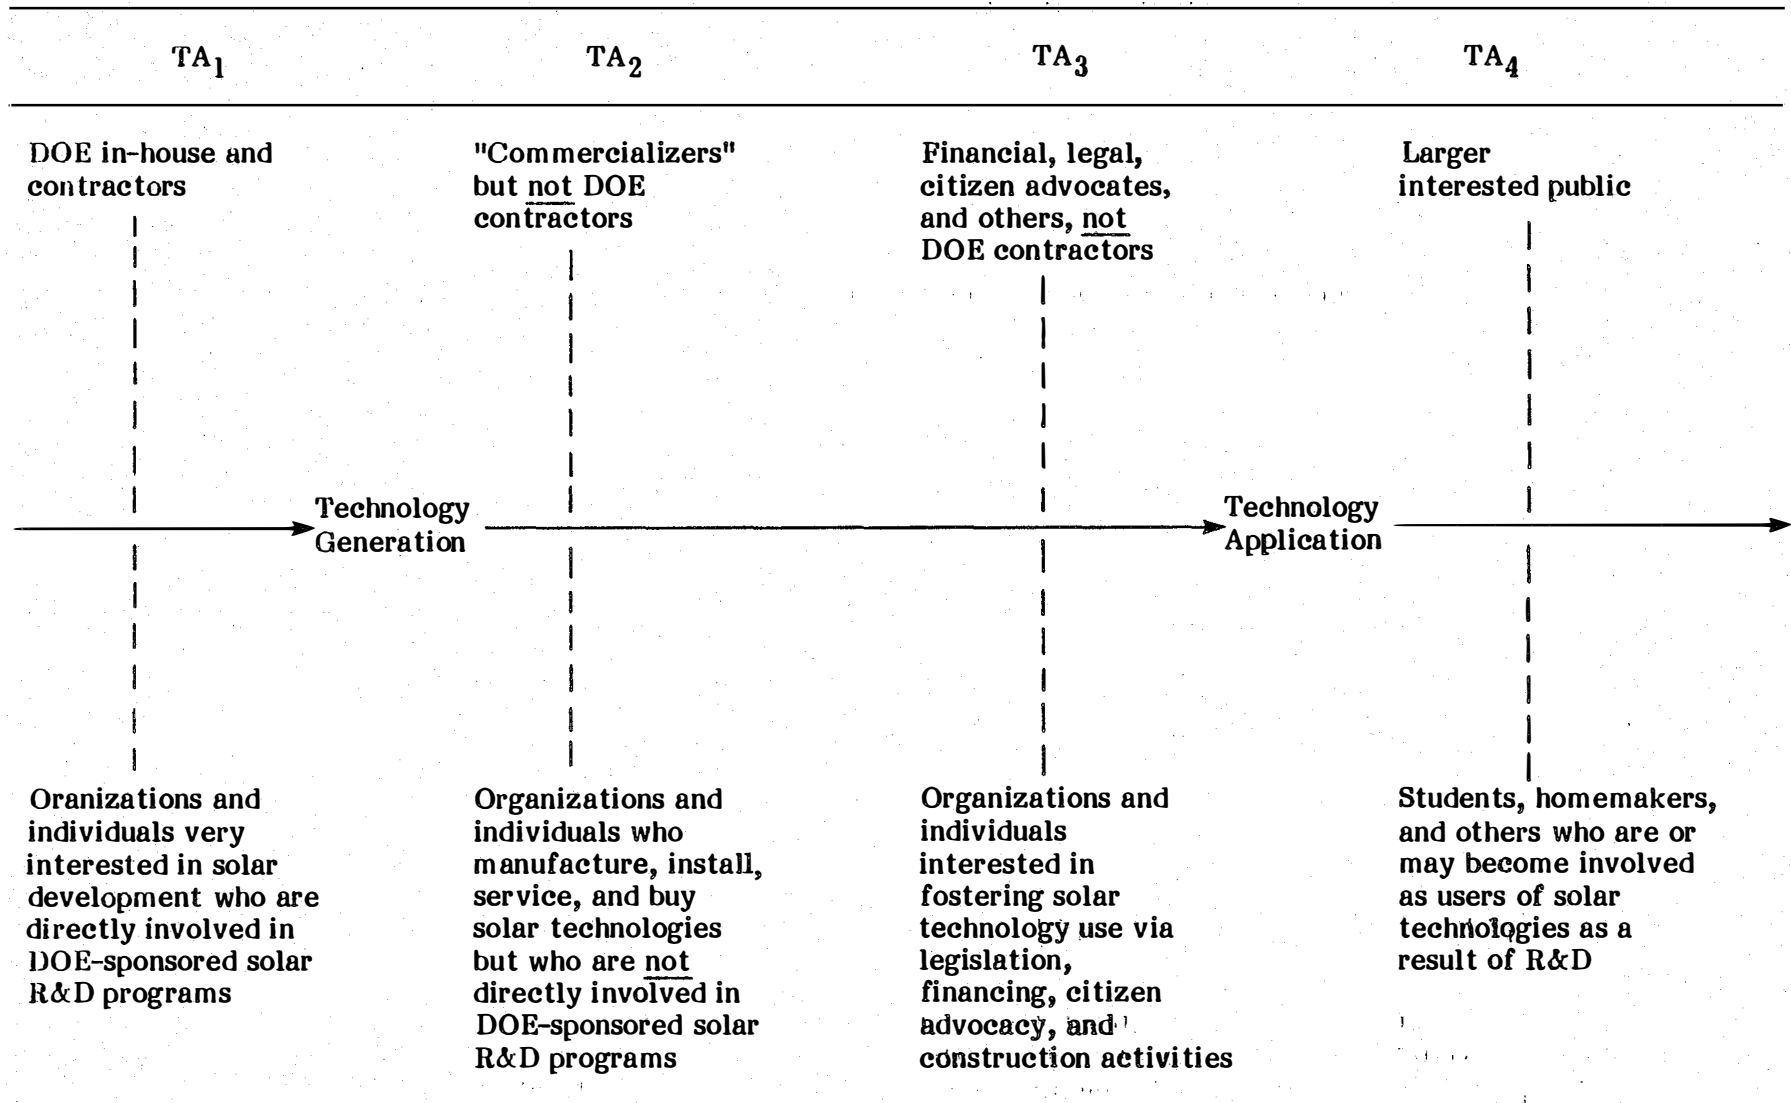 TA1
TA2
TA3
TA4
DOE in-house and
contractors
"Commercializers"
but not DOE
contractors
Financial, legal,
citizen advocates,
and others, not
DOE contractors
Larger
interested public
Technology
Generation
Technology
Application
Oranizations and
individuals very
interested in solar
development who are
directly involved in
DOE-sponsored solar
R&D programs
Organizations and
individuals who
manufacture, install,
service, and buy
solar technologies
but who are not
directly involved in
DOE-sponsored solar
R&D programs
Organizations and
individuals
interested in
fostering solar
technology use via
legislation,
financing, citizen
advocacy, and
construction activities
Students, homemakers,
and others who are or
may become involved
as users of solar
technologies as a
result of R&D